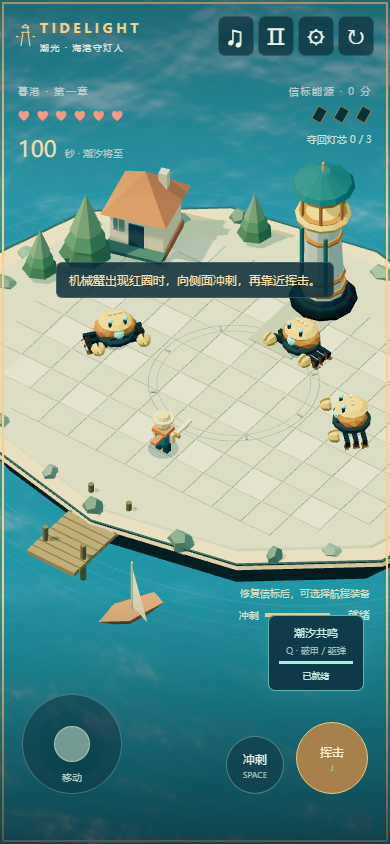 TIDELIGHT
潮光 · 海港守灯人
暮港 · 第一章
信标能源 · 0 分
夺回灯芯 0 / 3
100 秒 · 潮汐将至
机械蟹出现红圈时，向侧面冲刺，再靠近挥击。
修复信标后，可选择航程装备
冲刺 就绪
潮汐共鸣
Q · 破甲 / 驱弹
已就绪
移动
冲刺
SPACE
挥击
J